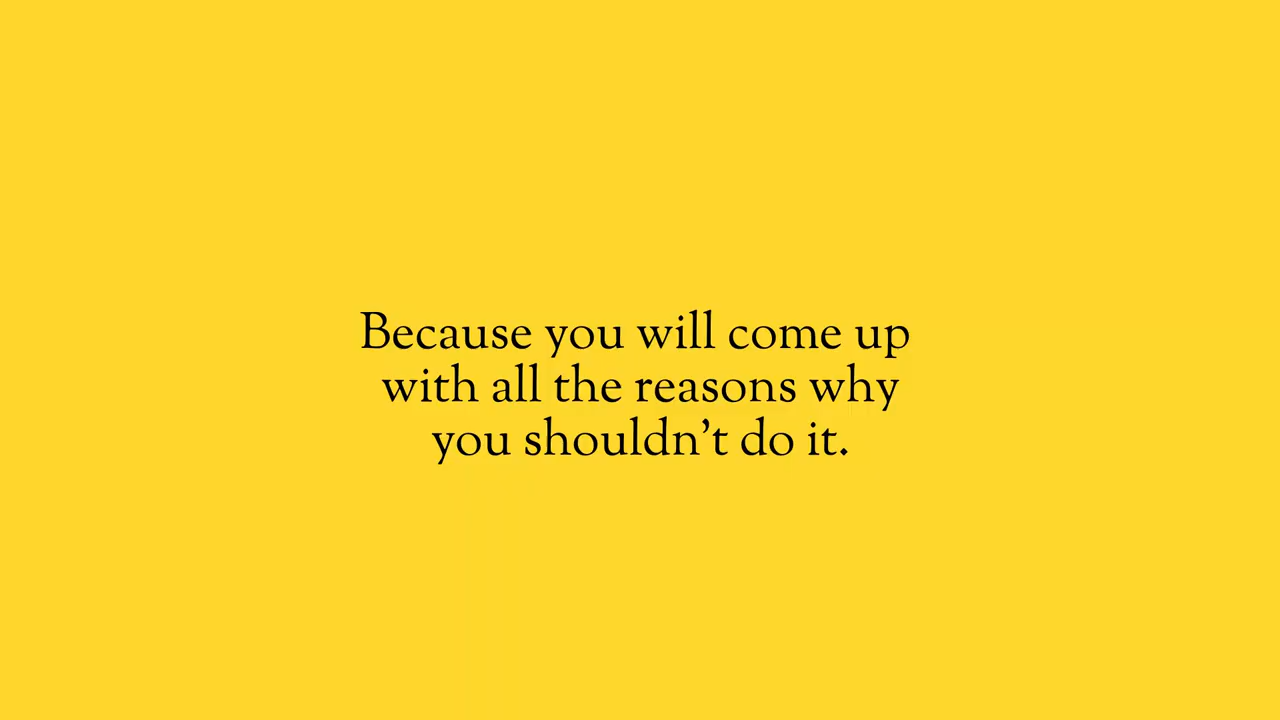 Because you will come up
with all the reasons why
you shouldn’t do it.